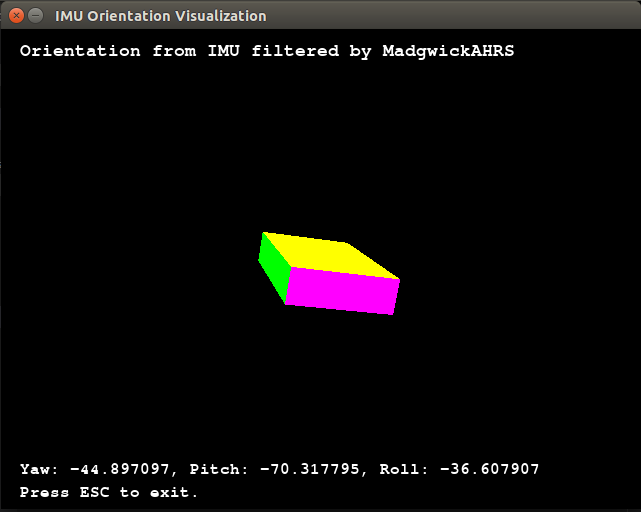 IMU Orientation Visualization
Orientation from IMU filtered by MadgwickAHRS
Yaw: -44.897097, Pitch: -70.317795, Roll: -36.607907
Press ESC to exit.